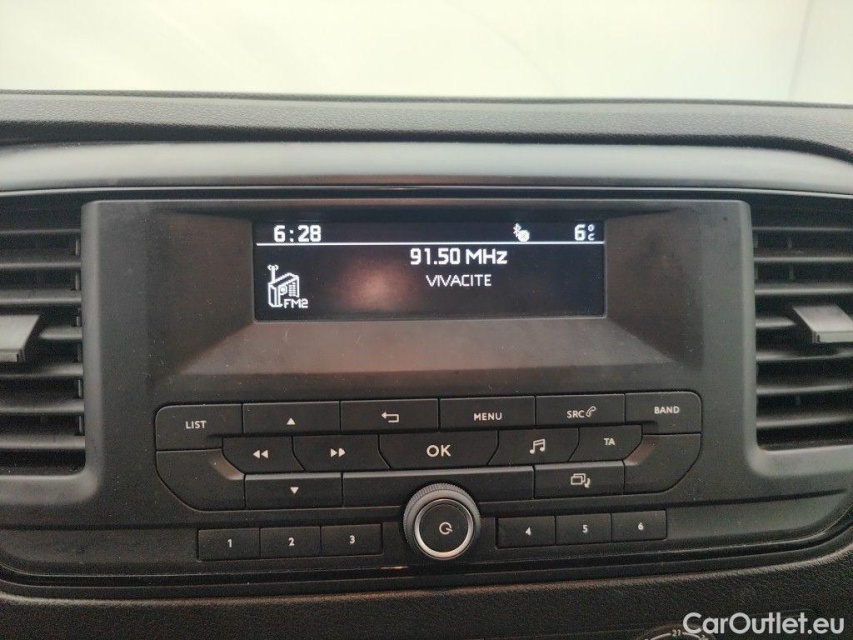 6:28 6°C
91.50 MHz
VIVACITE
FM2
LIST MENU SRC BAND
OK TA
1 2 3 4 5 6
21
CarOutlet.eu